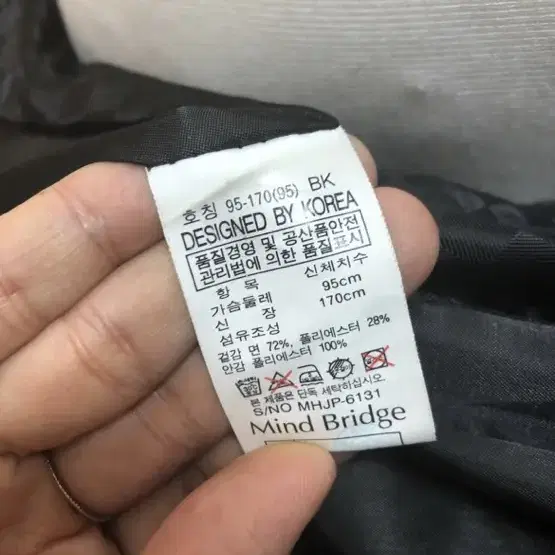 호칭 95-170(95) BK
DESIGNED BY KOREA
품질경영 및 공산품안전
관리법에 의한 품질표시
항 목 신체치수
가슴둘레 95cm
신 장 170cm
섬유조성
겉감 면 72%, 폴리에스터 28%
안감 폴리에스터 100%
본 제품은 단독 세탁하십시오
S/NO MHJP-6131
Mind Bridge